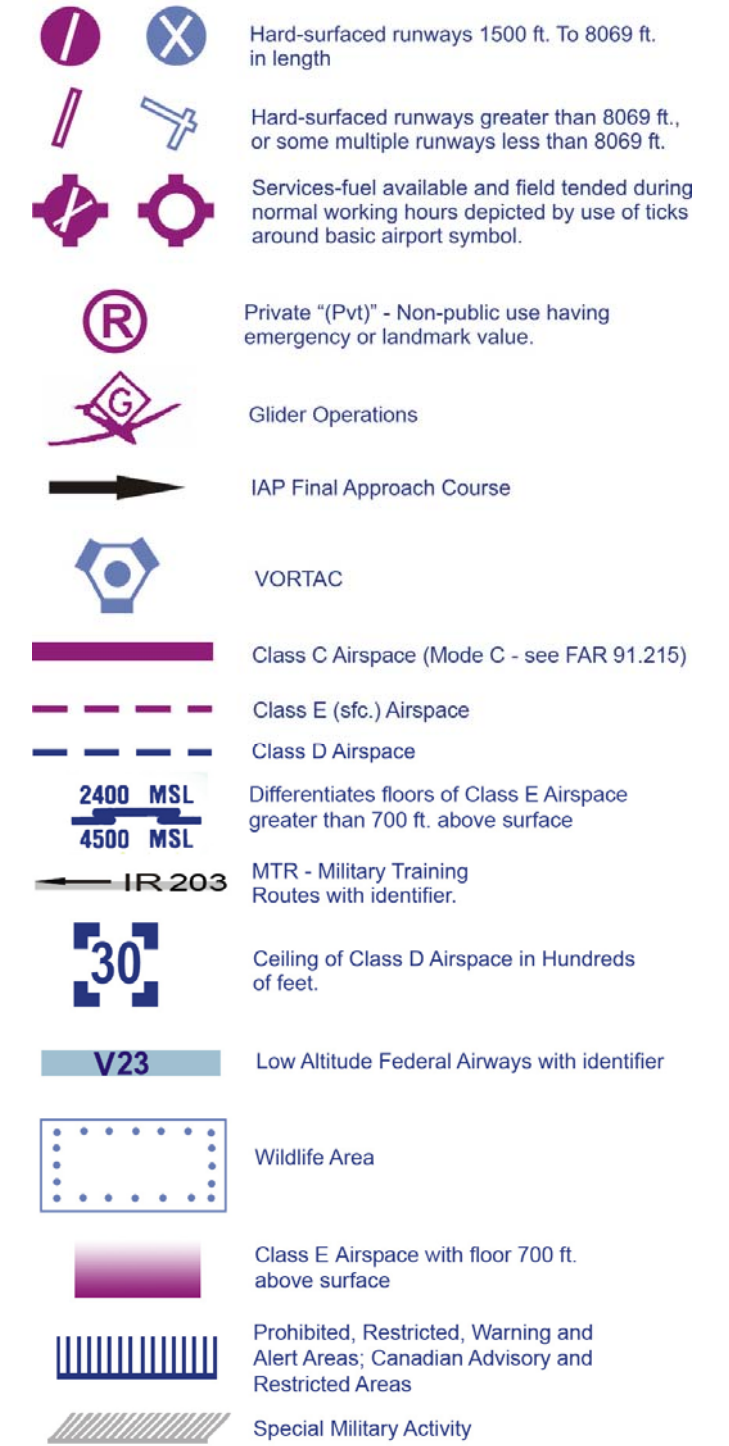 Hard-surfaced runways 1500 ft. To 8069 ft.
in length
Hard-surfaced runways greater than 8069 ft.,
or some multiple runways less than 8069 ft.
Services-fuel available and field tended during
normal working hours depicted by use of ticks
around basic airport symbol.
R
Private “(Pvt)” - Non-public use having
emergency or landmark value.
G
Glider Operations
IAP Final Approach Course
VORTAC
Class C Airspace (Mode C - see FAR 91.215)
Class E (sfc.) Airspace
Class D Airspace
2400 MSL
4500 MSL
Differentiates floors of Class E Airspace
greater than 700 ft. above surface
IR 203
MTR - Military Training
Routes with identifier.
30
Ceiling of Class D Airspace in Hundreds
of feet.
V23
Low Altitude Federal Airways with identifier
Wildlife Area
Class E Airspace with floor 700 ft.
above surface
Prohibited, Restricted, Warning and
Alert Areas; Canadian Advisory and
Restricted Areas
Special Military Activity